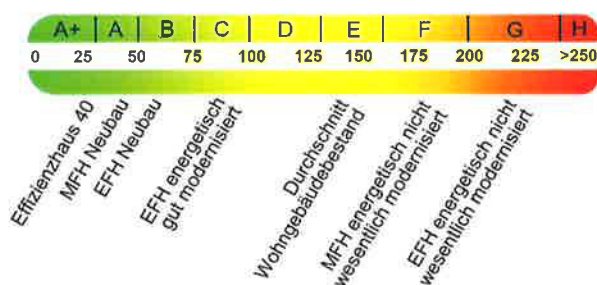 A+ A B C D E F G H
0 25 50 75 100 125 150 175 200 225 >250
Effizienzhaus 40
MFH Neubau
EFH Neubau
EFH energetisch
gut modernisiert
Durchschnitt
Wohngebäudebestand
MFH energetisch nicht
wesentlich modernisiert
EFH energetisch nicht
wesentlich modernisiert